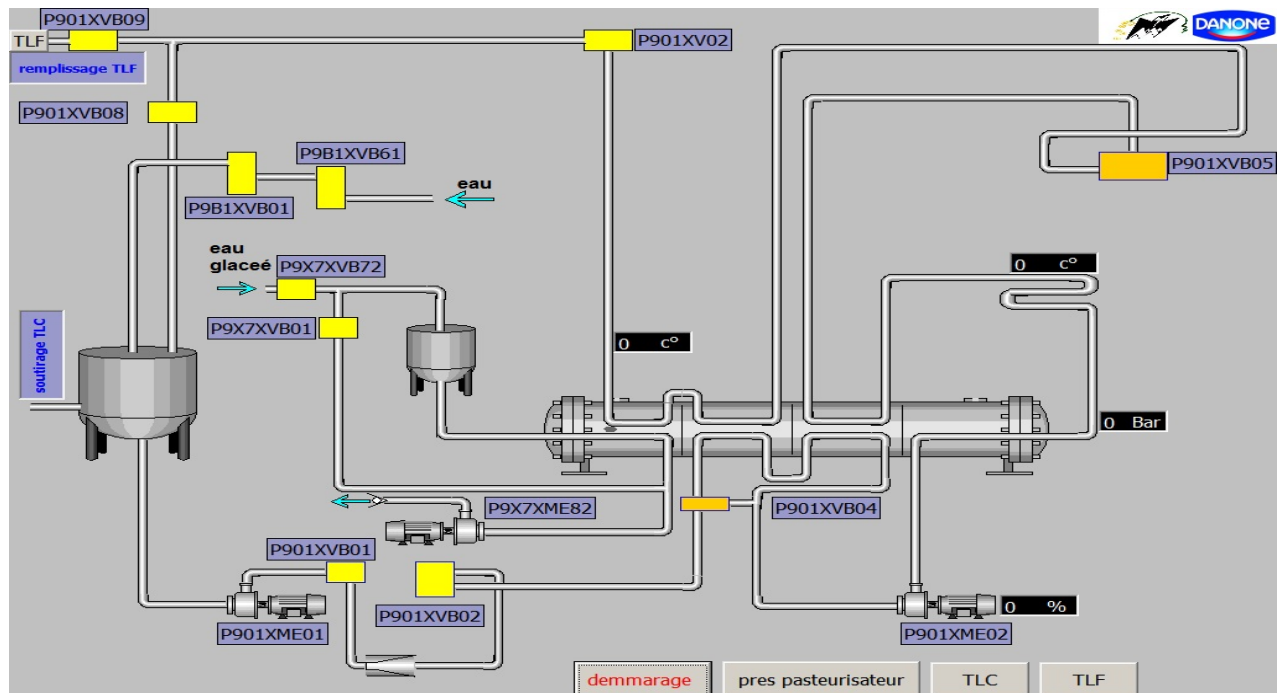 P901XVB09
DANONE
TLF
P901XV02
remplissage TLF
P901XVB08
P9B1XVB61
P901XVB05
eau
P9B1XVB01
eau
glaceé
P9X7XVB72
0 c°
P9X7XVB01
soutirage TLC
0 c°
0 Bar
P9X7XME82
P901XVB04
P901XVB01
P901XVB02
0 %
P901XME01
P901XME02
demmarage
pres pasteurisateur
TLC
TLF